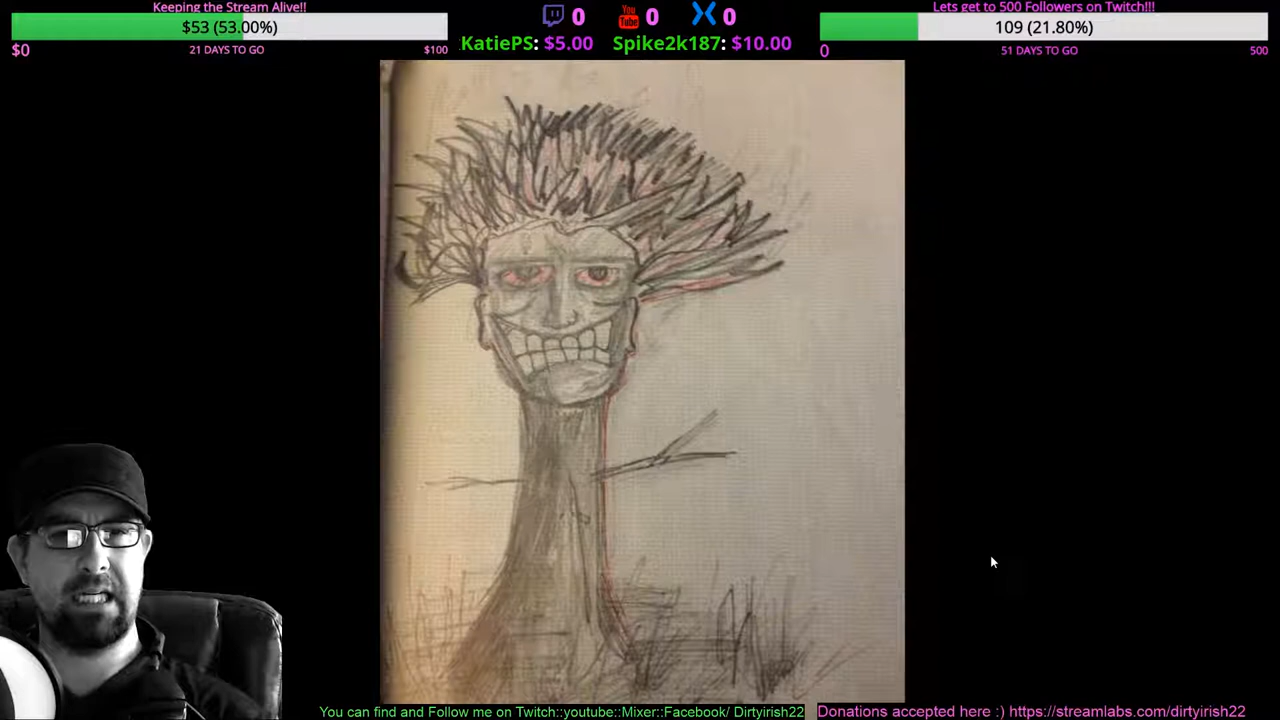 Keeping the Stream Alive!!
$53 (53.00%)
$0
21 DAYS TO GO
$100
0
You Tube
0
0
KatiePS: $5.00
Spike2k187: $10.00
Lets get to 500 Followers on Twitch!!!
109 (21.80%)
0
51 DAYS TO GO
500
You can find and Follow me on Twitch::youtube::Mixer::Facebook/ Dirtyirish22
Donations accepted here :) https://streamlabs.com/dirtyirish22